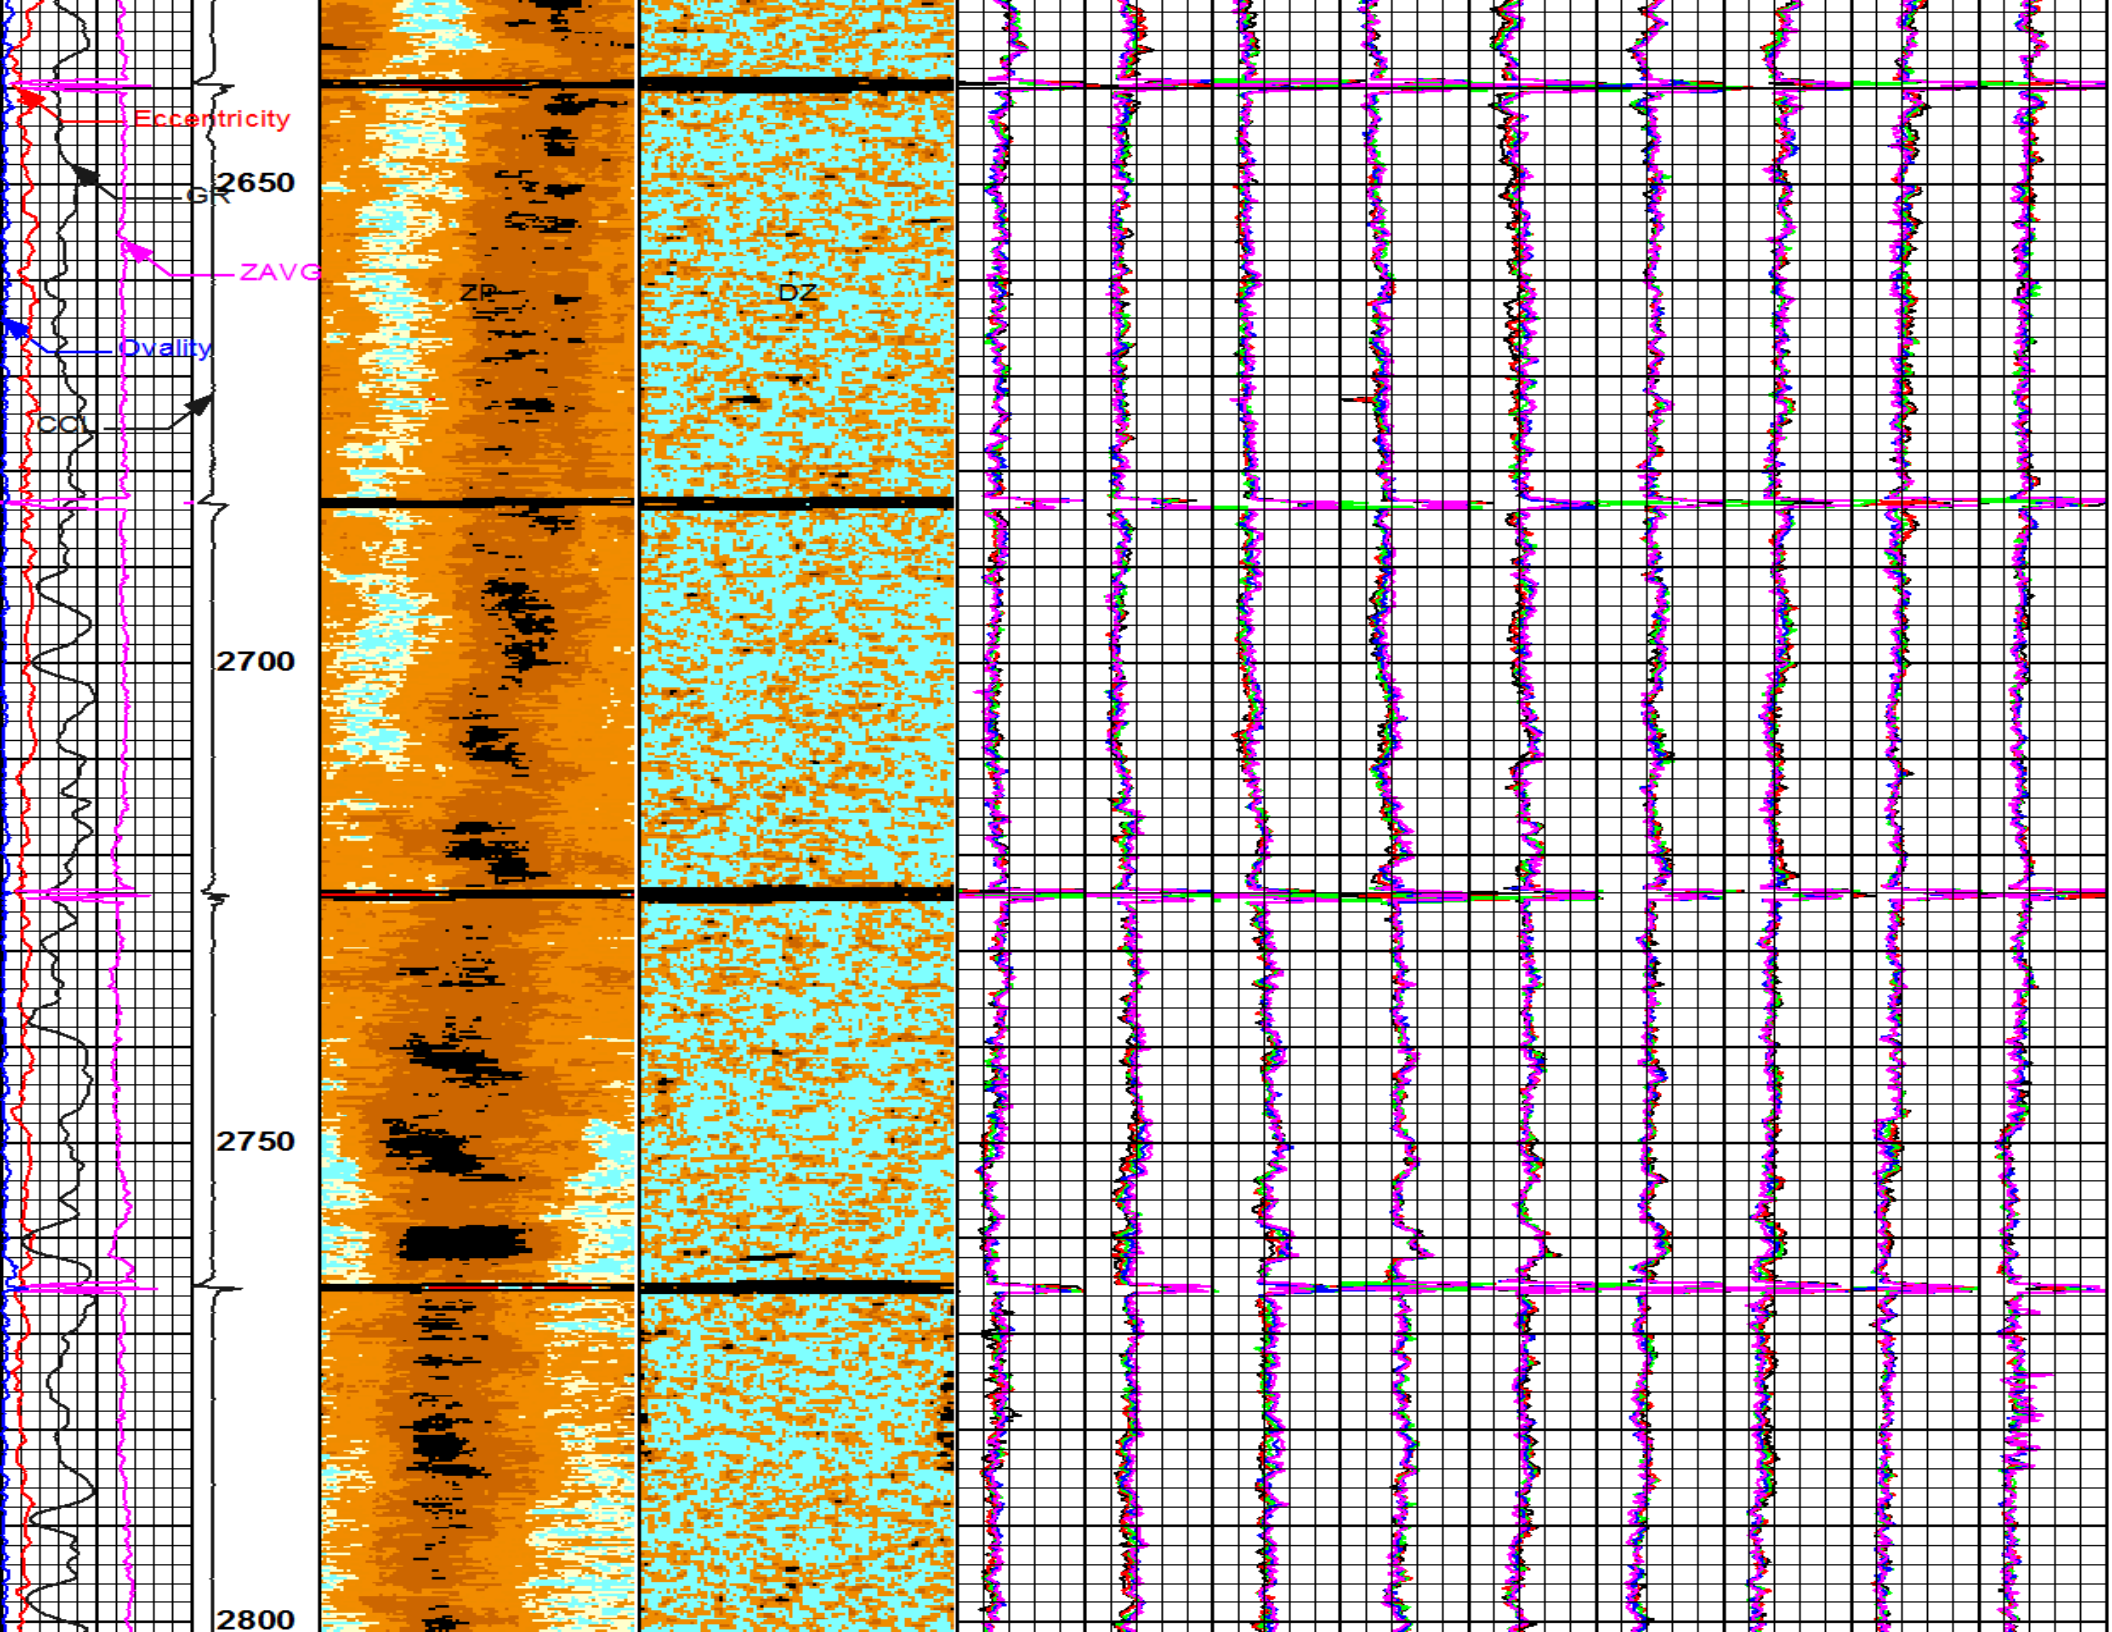 Eccentricity
2650
GR
ZAVG
ZP
DZ
Ovality
CCL
2700
2750
2800